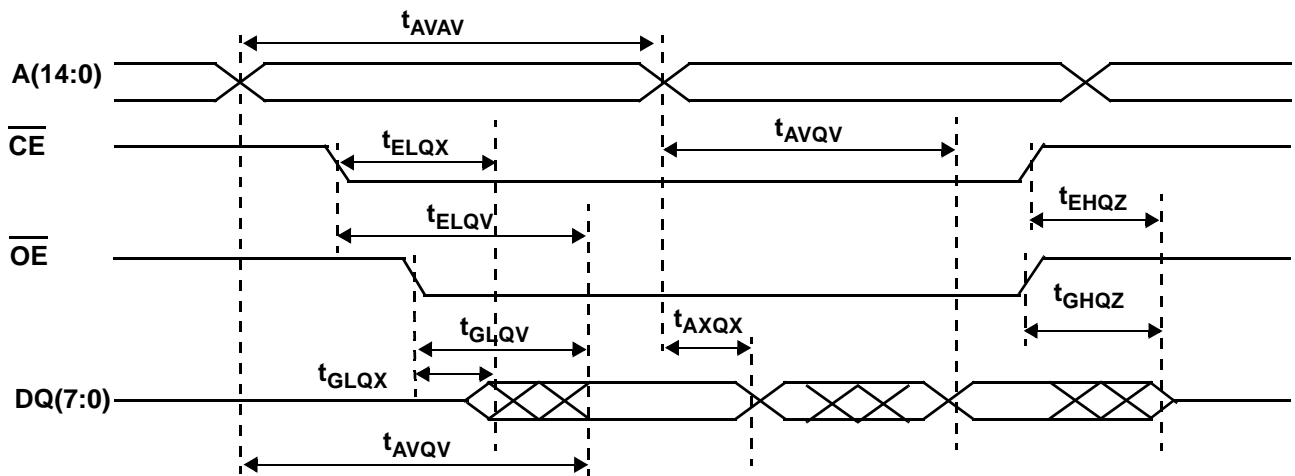 tAVAV
A(14:0)
CE
tELQX
tAVQV
tELQV
tEHQZ
OE
tGHQZ
tGLQV
tAXQX
tGLQX
DQ(7:0)
tAVQV